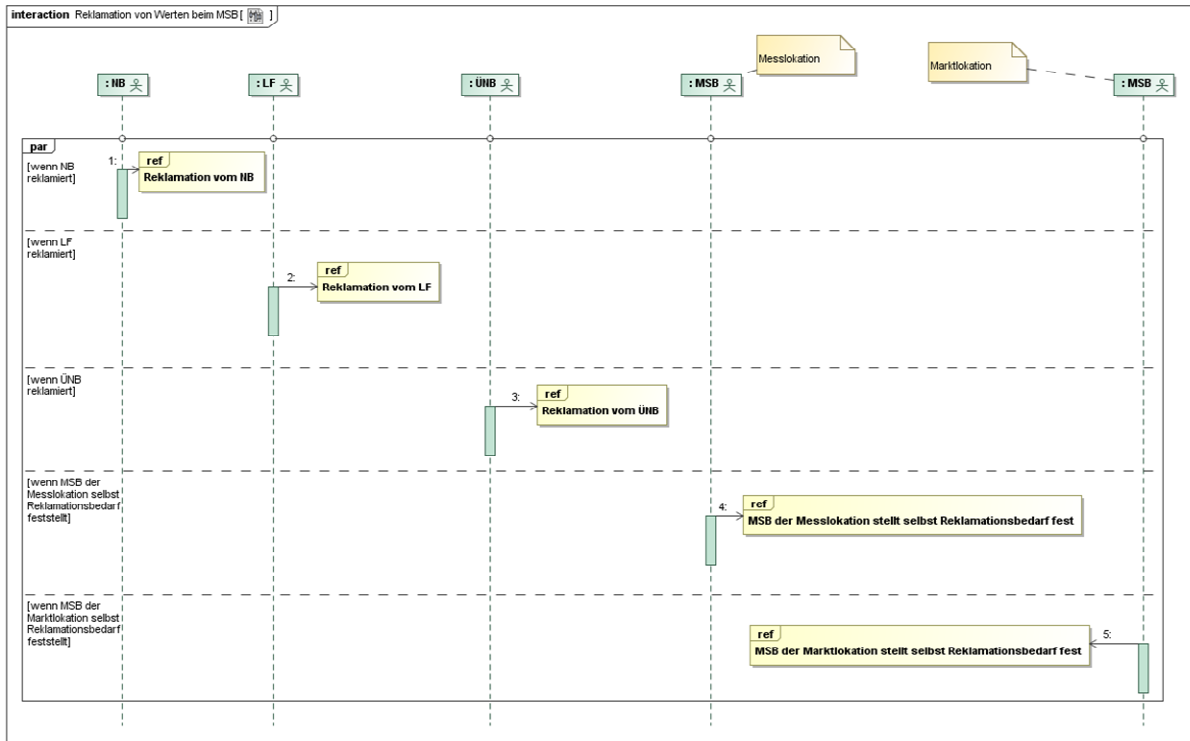 interaction Reklamation von Werten beim MSB [ ]
Messlokation
Marktlokation
: NB
: LF
: ÜNB
: MSB
: MSB
par
[wenn NB
reklamiert]
1:
ref
Reklamation vom NB
[wenn LF
reklamiert]
2:
ref
Reklamation vom LF
[wenn ÜNB
reklamiert]
3:
ref
Reklamation vom ÜNB
[wenn MSB der
Messlokation selbst
Reklamationsbedarf
feststellt]
4:
ref
MSB der Messlokation stellt selbst Reklamationsbedarf fest
[wenn MSB der
Marktlokation selbst
Reklamationsbedarf
feststellt]
5:
ref
MSB der Marktlokation stellt selbst Reklamationsbedarf fest